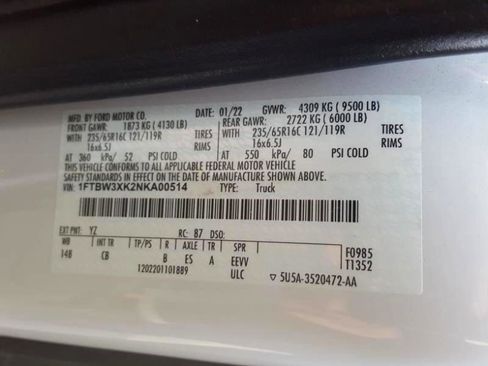 MFD. BY FORD MOTOR CO.
DATE: 01/22 GVWR: 4309 KG ( 9500 LB)
FRONT GAWR: 1873 KG ( 4130 LB) REAR GAWR: 2722 KG ( 6000 LB)
235/65R16C 121/119R TIRES WITH 235/65R16C 121/119R TIRES
16x6.5J RIMS 16x6.5J RIMS
AT 360 kPa/ 52 PSI COLD AT 550 kPa/ 80 PSI COLD
THIS VEHICLE CONFORMS TO ALL APPLICABLE FEDERAL MOTOR VEHICLE
SAFETY STANDARDS IN EFFECT ON THE DATE OF MANUFACTURE SHOWN ABOVE.
VIN: 1FTBW3XK2NKA00514 TYPE: Truck
EXT PNT: YZ RC: 87 DSO:
WB INT TR TP/PS R AXLE TR SPR F0985
148 CB B ES A EEVV T1352
1202201101889 ULC ▽ 5U5A-3520472-AA